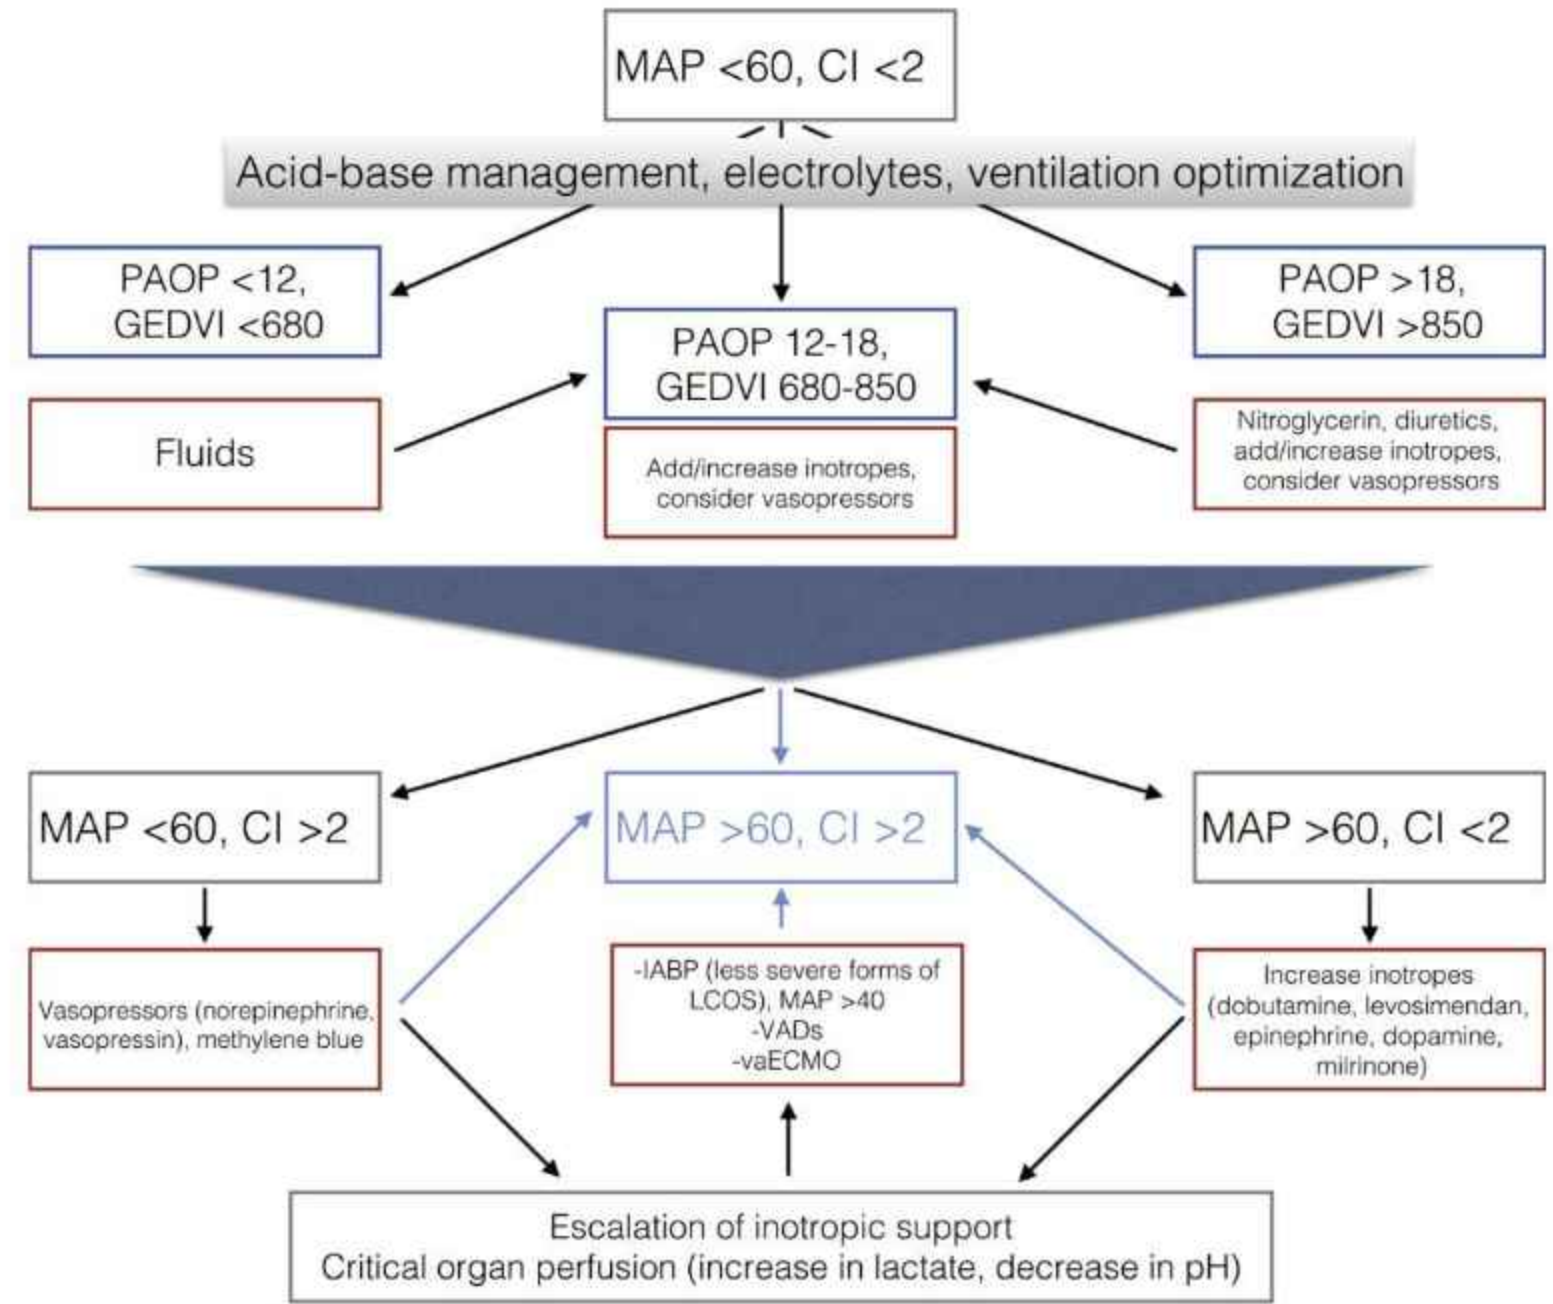 MAP <60, CI <2
Acid-base management, electrolytes, ventilation optimization
PAOP <12,
GEDVI <680
PAOP 12-18,
GEDVI 680-850
PAOP >18,
GEDVI >850
Fluids
Add/increase inotropes,
consider vasopressors
Nitroglycerin, diuretics,
add/increase inotropes,
consider vasopressors
MAP <60, CI >2
MAP >60, CI >2
MAP >60, CI <2
Vasopressors (norepinephrine,
vasopressin), methylene blue
-IABP (less severe forms of
LCOS), MAP >40
-VADs
-vaECMO
Increase inotropes
(dobutamine, levosimendan,
epinephrine, dopamine,
milrinone)
Escalation of inotropic support
Critical organ perfusion (increase in lactate, decrease in pH)